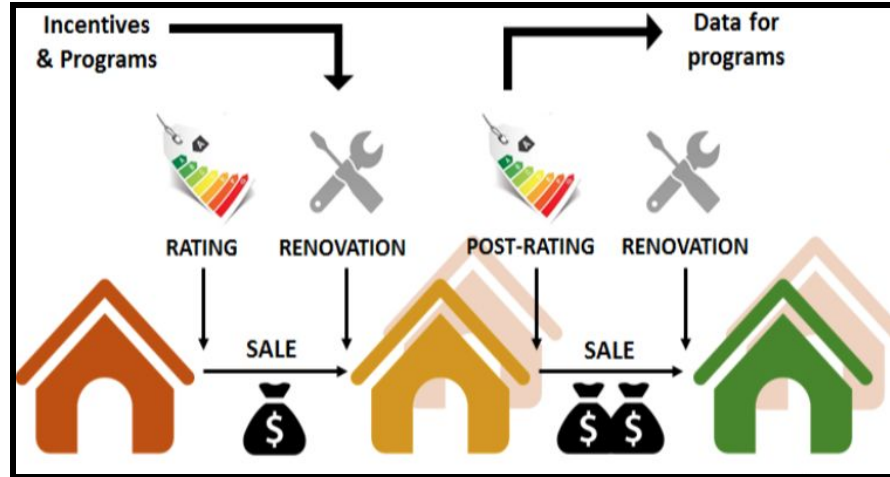 Incentives
& Programs
Data for
programs
RATING
RENOVATION
POST-RATING
RENOVATION
SALE
SALE
$
$
$